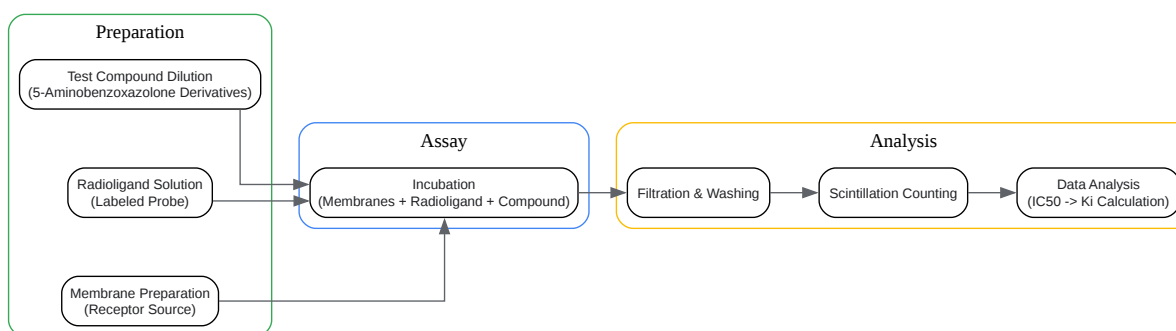 Preparation
Test Compound Dilution
(5-Aminobenzoxazolone Derivatives)
Radioligand Solution
(Labeled Probe)
Membrane Preparation
(Receptor Source)
Assay
Incubation
(Membranes + Radioligand + Compound)
Analysis
Filtration & Washing
Scintillation Counting
Data Analysis
(IC50 -> Ki Calculation)